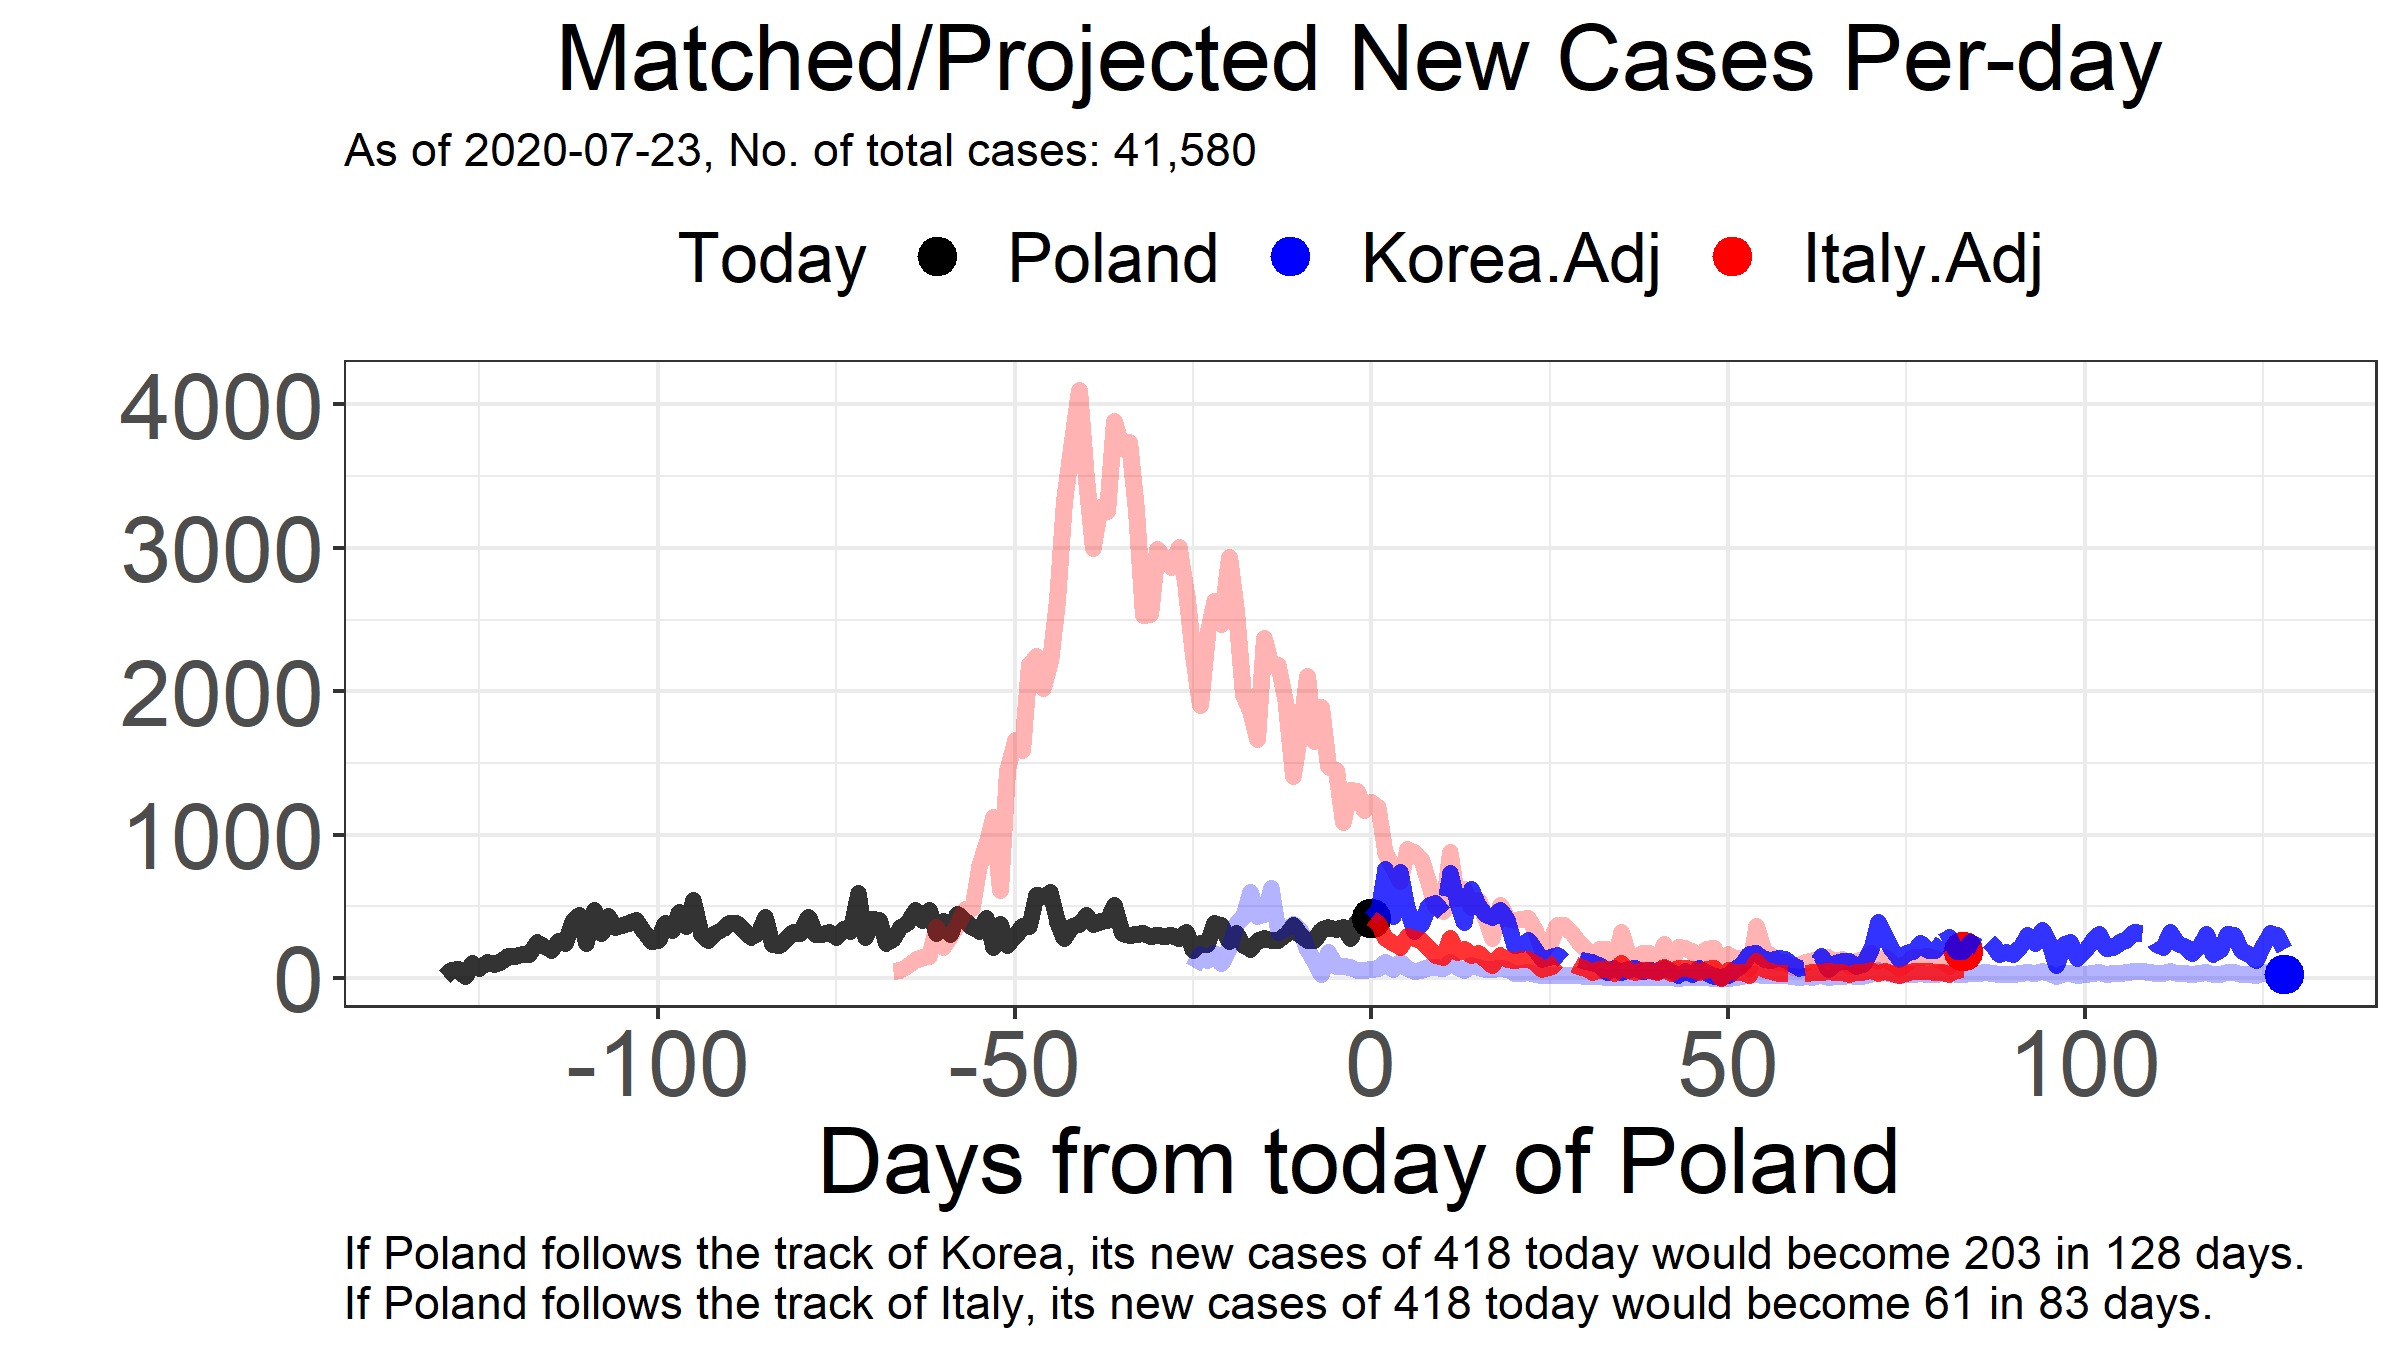 Matched/Projected New Cases Per-day
As of 2020-07-23, No. of total cases: 41,580
Today Poland Korea.Adj Italy.Adj
4000
3000
2000
1000
0
-100 -50 0 50 100
Days from today of Poland
If Poland follows the track of Korea, its new cases of 418 today would become 203 in 128 days.
If Poland follows the track of Italy, its new cases of 418 today would become 61 in 83 days.